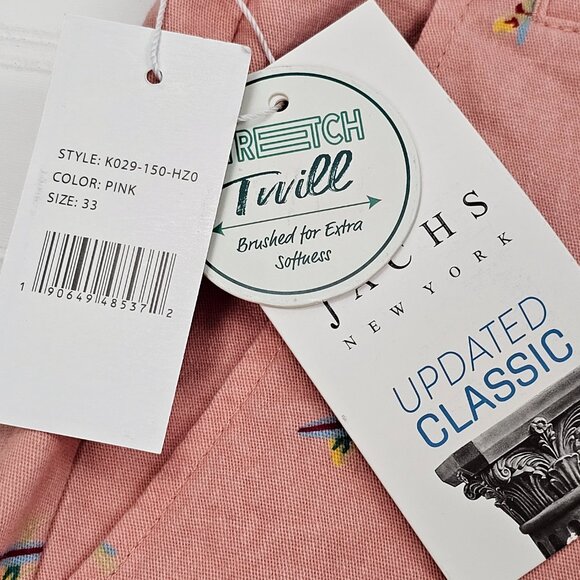 STYLE: K029-150-HZ0
COLOR: PINK
SIZE: 33
1 90649 48537 2
STRETCH
Twill
Brushed for Extra
Softness
JACHS
NEW YORK
UPDATED
CLASSIC